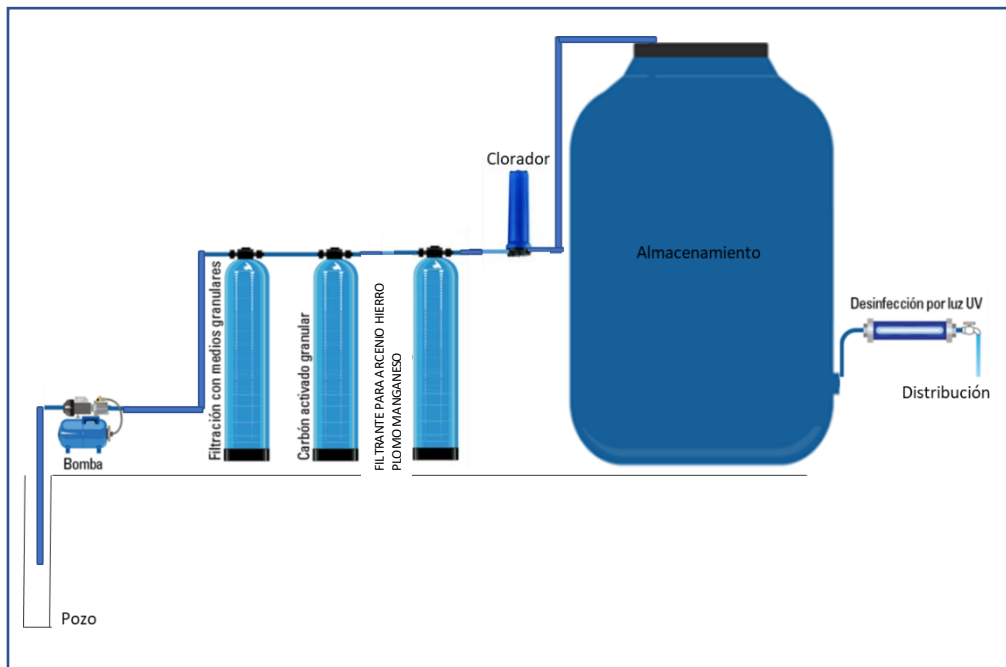 Clorador
Almacenamiento
Desinfección por luz UV
Distribución
Filtración con medios granulares
Carbón activado granular
FILTRANTE PARA ARCENIO HIERRO
PLOMO MANGANESO
Bomba
Pozo